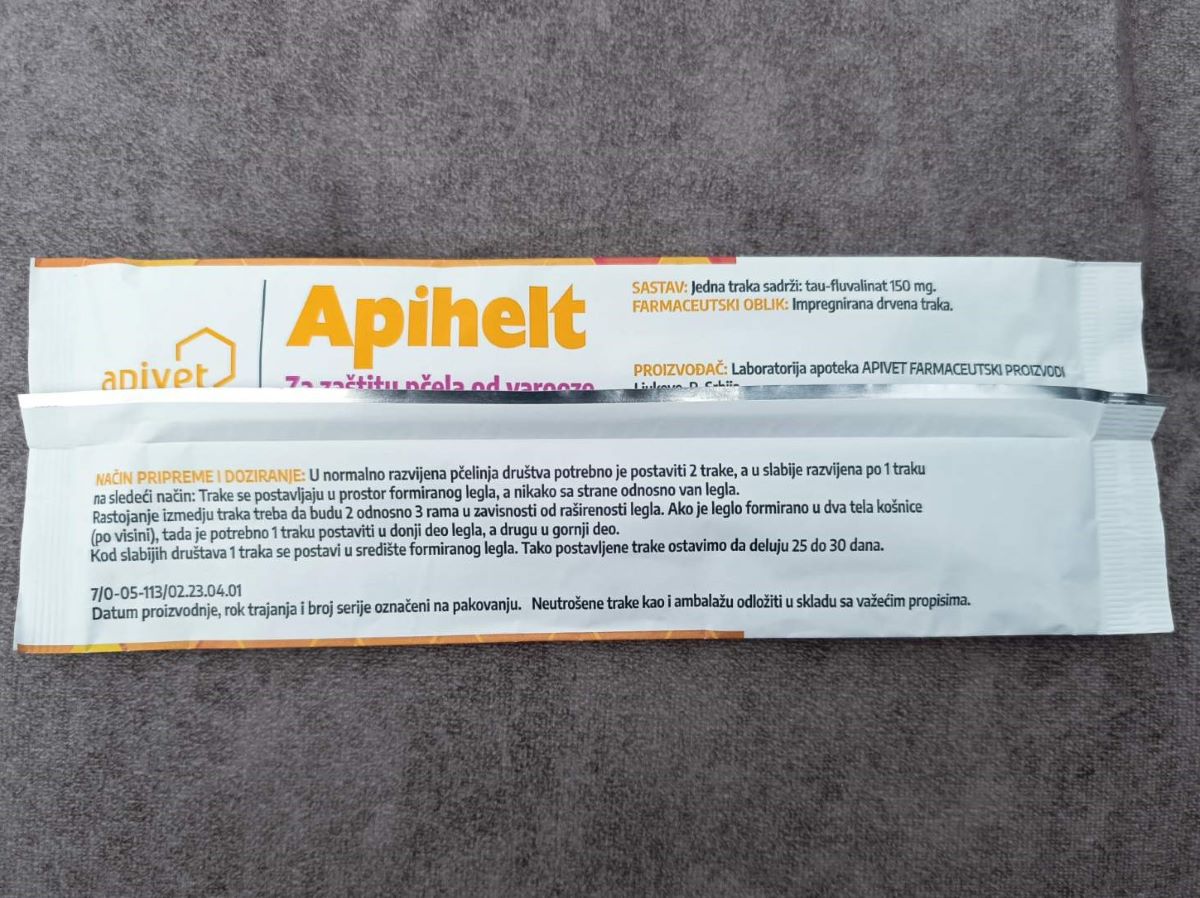 apivet
Apihelt
Za zaštitu pčela od varooze
SASTAV: Jedna traka sadrži: tau-fluvalinat 150 mg.
FARMACEUTSKI OBLIK: Impregnirana drvena traka.
PROIZVOĐAČ: Laboratorija apoteka APIVET FARMACEUTSKI PROIZVODI
NAČIN PRIPREME I DOZIRANJE: U normalno razvijena pčelinja društva potrebno je postaviti 2 trake, a u slabije razvijena po 1 traku
na sledeći način: Trake se postavljaju u prostor formiranog legla, a nikako sa strane odnosno van legla.
Rastojanje izmedju traka treba da budu 2 odnosno 3 rama u zavisnosti od raširenosti legla. Ako je leglo formirano u dva tela košnice
(po visini), tada je potrebno 1 traku postaviti u donji deo legla, a drugu u gornji deo.
Kod slabijih društava 1 traka se postavi u središte formiranog legla. Tako postavljene trake ostavimo da deluju 25 do 30 dana.
7/0-05-113/02.23.04.01
Datum proizvodnje, rok trajanja i broj serije označeni na pakovanju. Neutrošene trake kao i ambalažu odložiti u skladu sa važećim propisima.